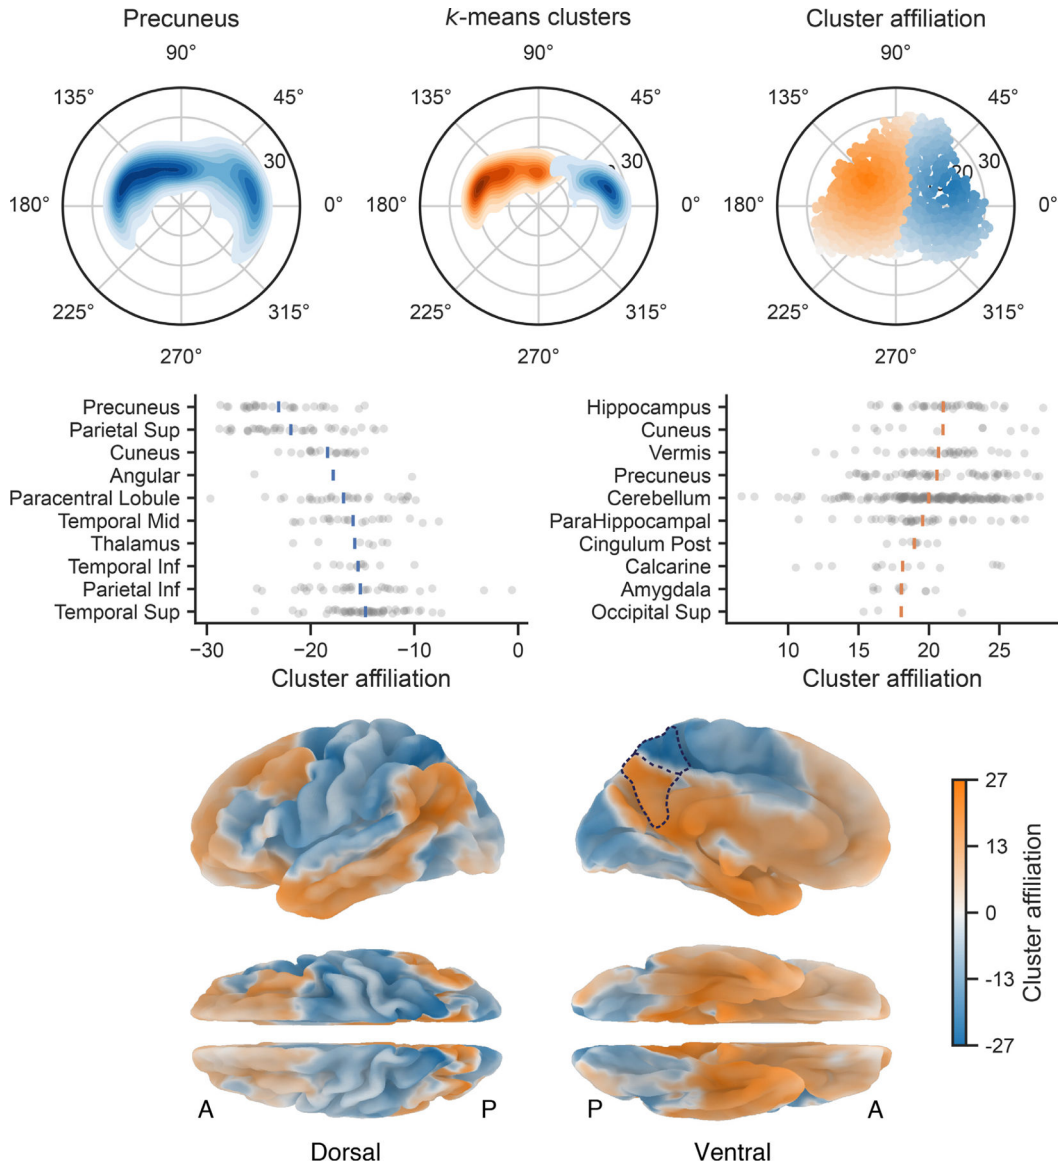 Precuneus
k-means clusters
Cluster affiliation
90°
90°
90°
135°
45°
135°
45°
135°
45°
30
30
20
30
180°
0°
180°
0°
180°
0°
225°
315°
225°
315°
225°
315°
270°
270°
270°
Precuneus
Parietal Sup
Cuneus
Angular
Paracentral Lobule
Temporal Mid
Thalamus
Temporal Inf
Parietal Inf
Temporal Sup
−30
−20
−10
0
Cluster affiliation
Hippocampus
Cuneus
Vermis
Precuneus
Cerebellum
ParaHippocampal
Cingulum Post
Calcarine
Amygdala
Occipital Sup
10
15
20
25
Cluster affiliation
27
13
0
-13
-27
Cluster affiliation
A
P
P
A
Dorsal
Ventral